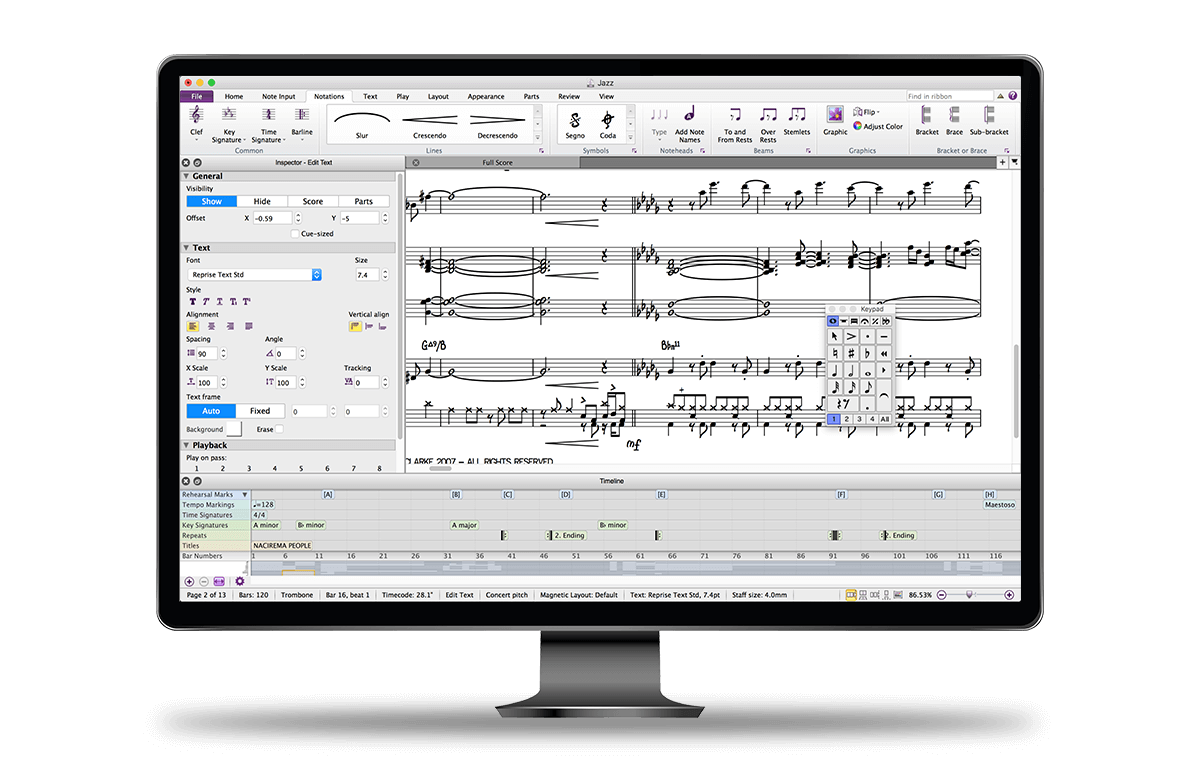 Jazz
File Home Note Input Notations Text Play Layout Appearance Parts Review View Find in ribbon
Clef Key Signature Time Signature Barline Slur Crescendo Decrescendo Segno Coda Type Add Note Names To and From Rests Over Rests Stemlets Graphic Flip Adjust Color Bracket Brace Sub-bracket
Common Lines Symbols Noteheads Beams Graphics Bracket or Brace
Inspector - Edit Text Full Score
General
Visibility
Show Hide Score Parts
Offset X -0.59 Y -5
Cue-sized
Text
Font Size
Reprise Text Std 7.4
Style
T T T T T
Alignment Vertical align
Spacing Angle
90 0
X Scale Y Scale Tracking
100 100 0
Text frame
Auto Fixed 0 0
Background Erase
Playback
Play on pass:
1 2 3 4 5 6 7 8
mf
CLARKE 2007 – ALL RIGHTS RESERVED
Keypad
1 2 3 4 All
Timeline
Rehearsal Marks [A] [B] [C] [D] [E] [F] [G] [H]
Tempo Markings =128 Maestoso
Time Signatures 4/4
Key Signatures A minor B♭ minor A major B♭ minor
Repeats 2. Ending 2. Ending
Titles NACIREMA PEOPLE
Bar Numbers 1 6 11 16 21 26 31 36 41 46 51 56 61 66 71 76 81 86 91 96 101 106 111 116
Page 2 of 13 Bars: 120 Trombone Bar 16, beat 1 Timecode: 28.1" Edit Text Concert pitch Magnetic Layout: Default Text: Reprise Text Std, 7.4pt Staff size: 4.0mm 86.53%